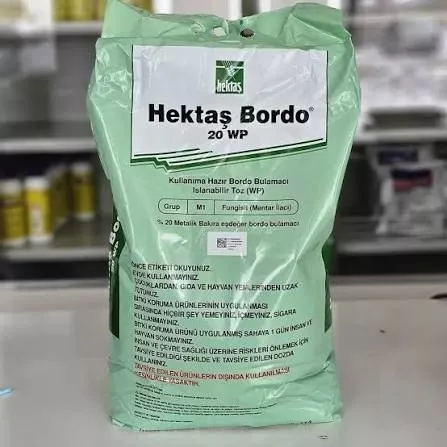 hektaş
Hektaş Bordo®
20 WP
Kullanıma Hazır Bordo Bulamacı
Islanabilir Toz (WP)
Grup M1 Fungisit (Mantar İlacı)
% 20 Metalik Bakıra eşdeğer bordo bulamacı
ÖNCE ETİKETİ OKUYUNUZ.
EVDE KULLANMAYINIZ.
ÇOCUKLARDAN, GIDA VE HAYVAN YEMLERİNDEN UZAK
TUTUNUZ.
BİTKİ KORUMA ÜRÜNLERİNİN UYGULANMASI
SIRASINDA HİÇBİR ŞEY YEMEYİNİZ, İÇMEYİNİZ, SİGARA
KULLANMAYINIZ.
BİTKİ KORUMA ÜRÜNÜ UYGULANMIŞ SAHAYA 1 GÜN İNSAN VE
HAYVAN SOKMAYINIZ.
İNSAN VE ÇEVRE SAĞLIĞI ÜZERİNE RİSKLERİ ÖNLEMEK İÇİN
TAVSİYE EDİLDİĞİ ŞEKİLDE VE TAVSİYE EDİLEN DOZDA
KULLANINIZ.
TAVSİYE EDİLEN ÜRÜNLERİN DIŞINDA KULLANILMASI
KESİNLİKLE YASAKTIR.